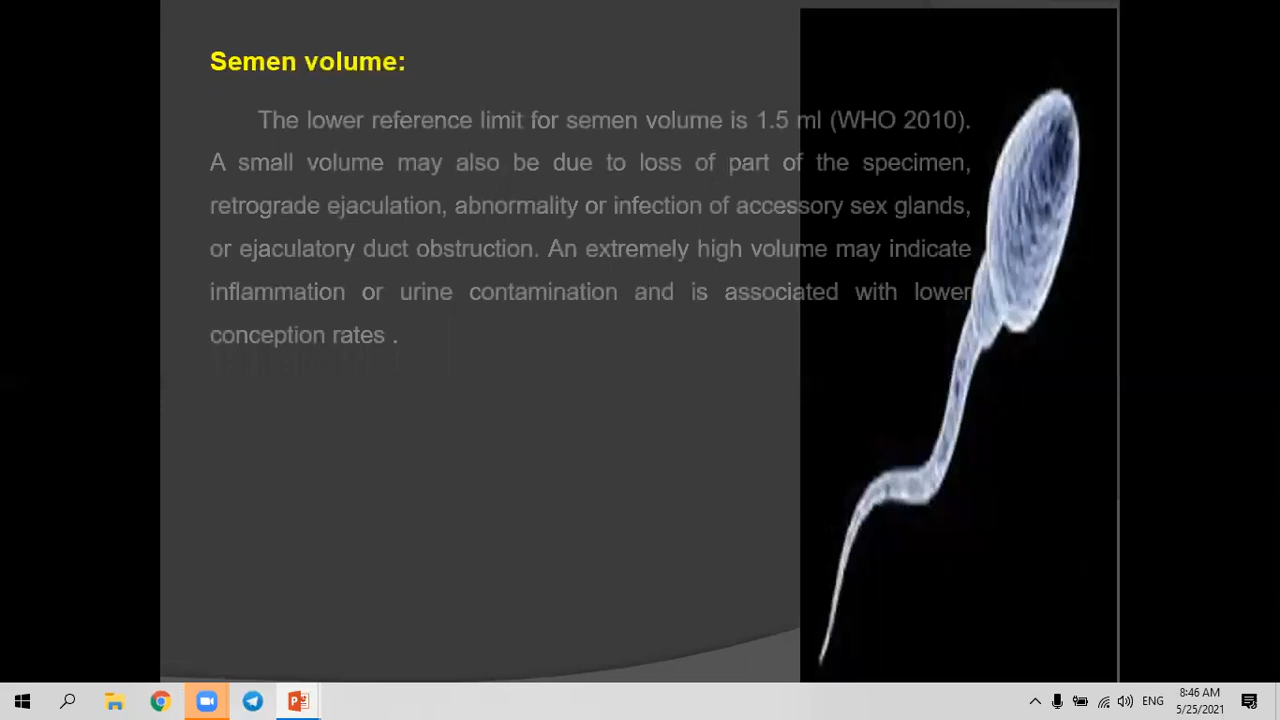 Semen volume:
The lower reference limit for semen volume is 1.5 ml (WHO 2010).
A small volume may also be due to loss of part of the specimen,
retrograde ejaculation, abnormality or infection of accessory sex glands,
or ejaculatory duct obstruction. An extremely high volume may indicate
inflammation or urine contamination and is associated with lower
conception rates .
ENG
8:46 AM
5/25/2021